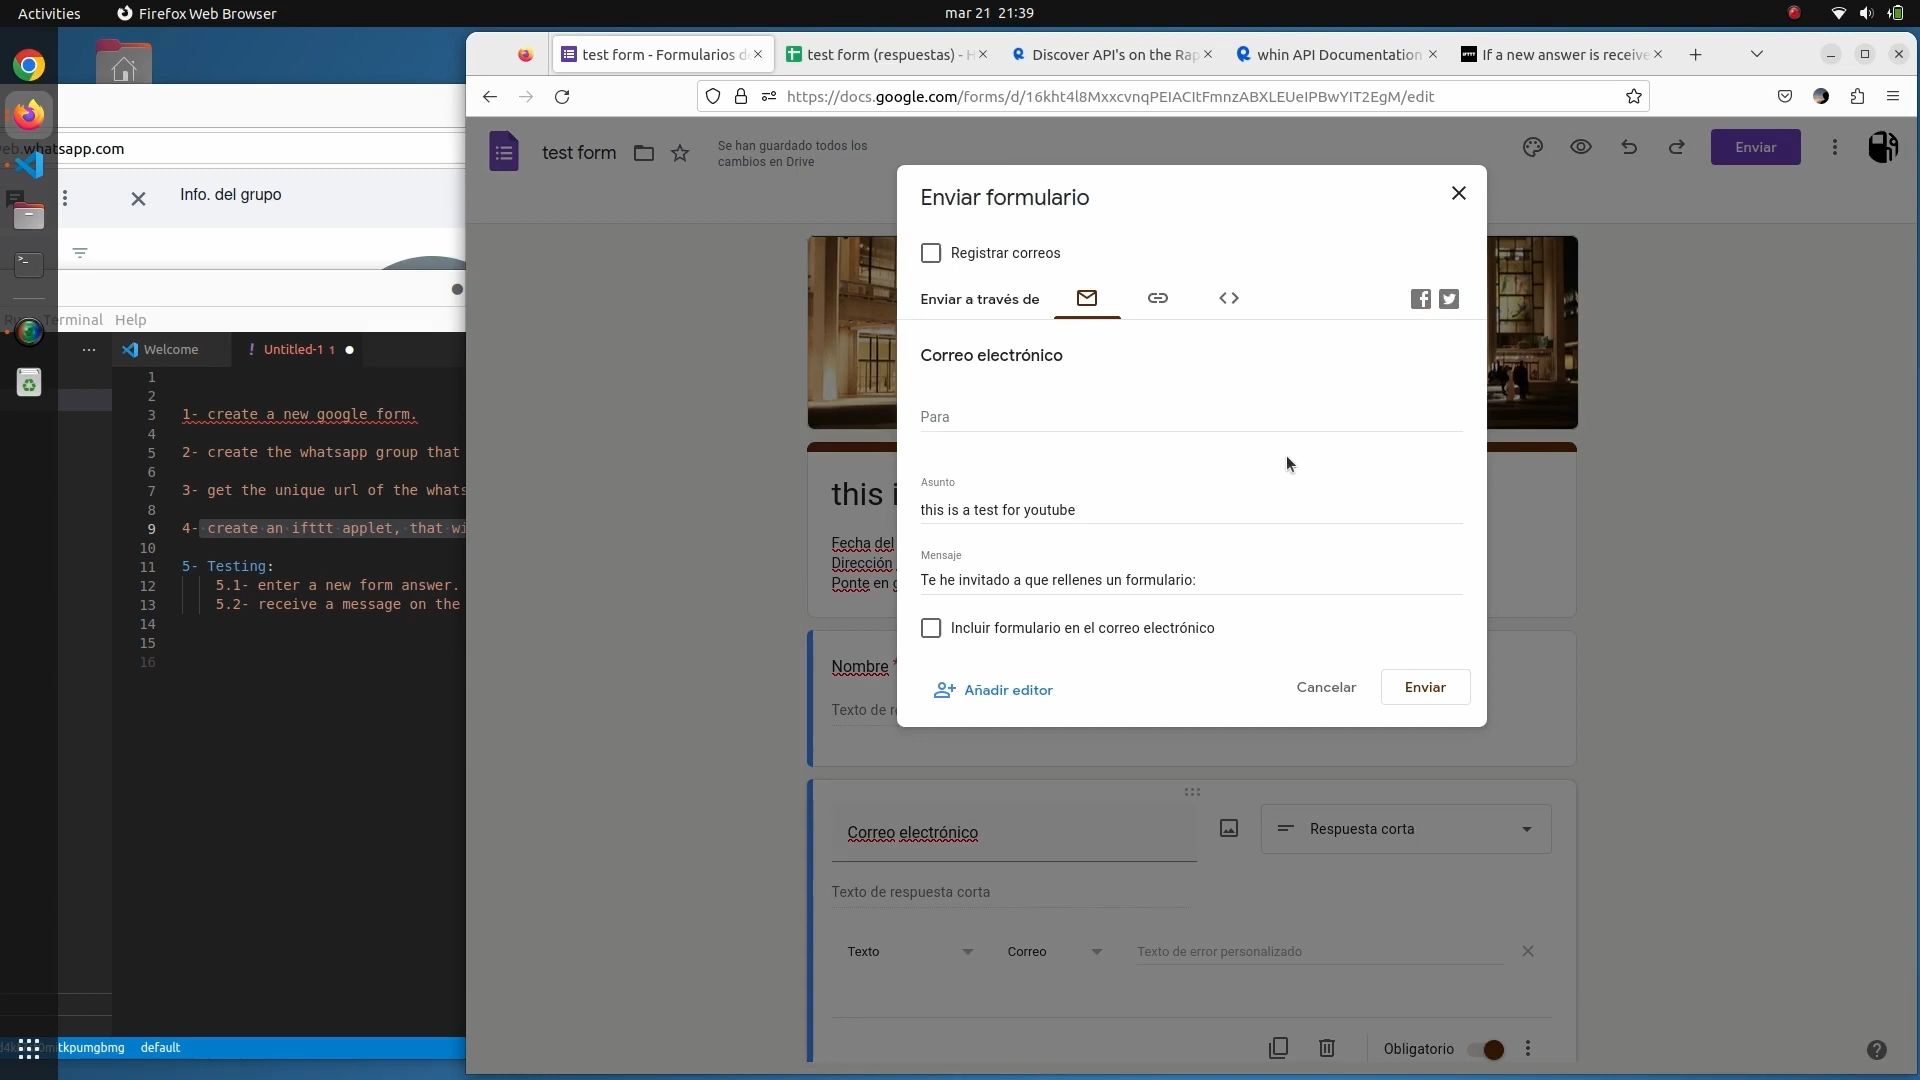 Activities
Firefox Web Browser
mar 21 21:39
test form - Formularios d
test form (respuestas) - H
Discover API's on the Rap
whin API Documentation
If a new answer is receive
https://docs.google.com/forms/d/16kht4l8MxxcvnqPEIACItFmnzABXLEUeIPBwYIT2EgM/edit
eb.whatsapp.com
Info. del grupo
Terminal Help
Welcome
! Untitled-1 1
1
2
3 1- create a new google form.
4
5 2- create the whatsapp group that
6
7 3- get the unique url of the whats
8
9 4- create an ifttt applet, that wi
10
11 5- Testing:
12 5.1- enter a new form answer.
13 5.2- receive a message on the
14
15
16
default
test form
Se han guardado todos los
cambios en Drive
Enviar
Enviar formulario
Registrar correos
Enviar a través de
Correo electrónico
Para
Asunto
this is a test for youtube
Mensaje
Te he invitado a que rellenes un formulario:
Incluir formulario en el correo electrónico
Añadir editor
Cancelar
Enviar
this i
Fecha del
Dirección
Ponte en g
Nombre *
Texto de r
Correo electrónico
Respuesta corta
Texto de respuesta corta
Texto
Correo
Texto de error personalizado
Obligatorio